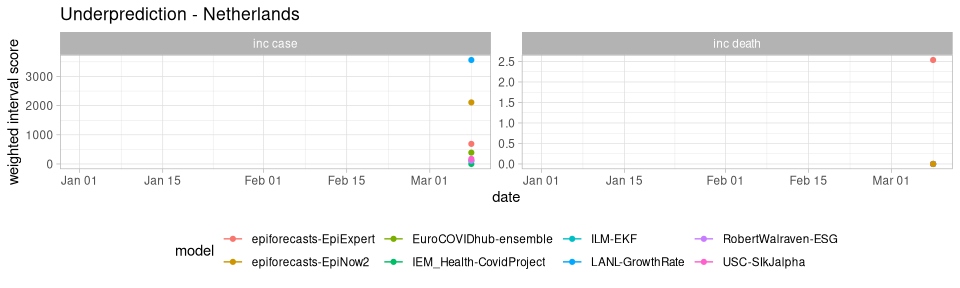 Underprediction - Netherlands
inc case
inc death
weighted interval score
3000
2000
1000
0
2.5
2.0
1.5
1.0
0.5
0.0
Jan 01 Jan 15 Feb 01 Feb 15 Mar 01
Jan 01 Jan 15 Feb 01 Feb 15 Mar 01
date
model
epiforecasts-EpiExpert EuroCOVIDhub-ensemble ILM-EKF RobertWalraven-ESG
epiforecasts-EpiNow2 IEM_Health-CovidProject LANL-GrowthRate USC-SIkJalpha